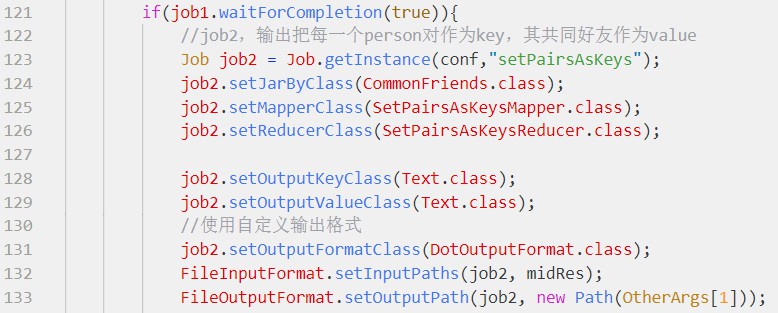 121 if(job1.waitForCompletion(true)){
122 //job2，输出把每一个person对作为key，其共同好友作为value
123 Job job2 = Job.getInstance(conf,"setPairsAsKeys");
124 job2.setJarByClass(CommonFriends.class);
125 job2.setMapperClass(SetPairsAsKeysMapper.class);
126 job2.setReducerClass(SetPairsAsKeysReducer.class);
127
128 job2.setOutputKeyClass(Text.class);
129 job2.setOutputValueClass(Text.class);
130 //使用自定义输出格式
131 job2.setOutputFormatClass(DotOutputFormat.class);
132 FileInputFormat.setInputPaths(job2, midRes);
133 FileOutputFormat.setOutputPath(job2, new Path(OtherArgs[1]));